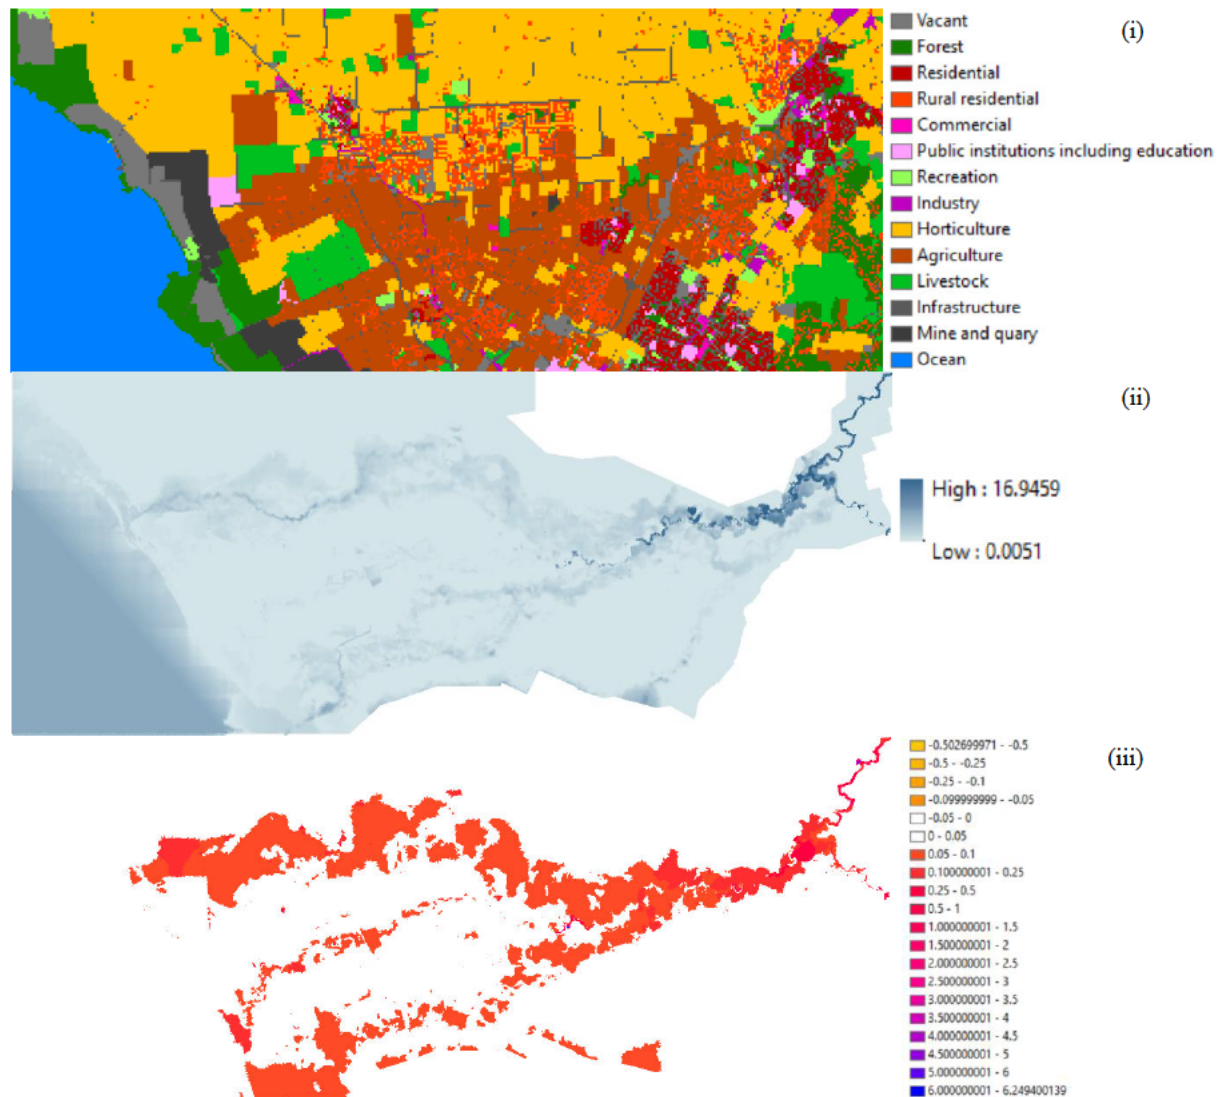 Vacant
(i)
Forest
Residential
Rural residential
Commercial
Public institutions including education
Recreation
Industry
Horticulture
Agriculture
Livestock
Infrastructure
Mine and quary
Ocean
(ii)
High : 16.9459
Low : 0.0051
-0.502699971 - -0.5
(iii)
-0.5 - -0.25
-0.25 - -0.1
-0.099999999 - -0.05
-0.05 - 0
0 - 0.05
0.05 - 0.1
0.100000001 - 0.25
0.25 - 0.5
0.5 - 1
1.000000001 - 1.5
1.500000001 - 2
2.000000001 - 2.5
2.500000001 - 3
3.000000001 - 3.5
3.500000001 - 4
4.000000001 - 4.5
4.500000001 - 5
5.000000001 - 6
6.000000001 - 6.249400139